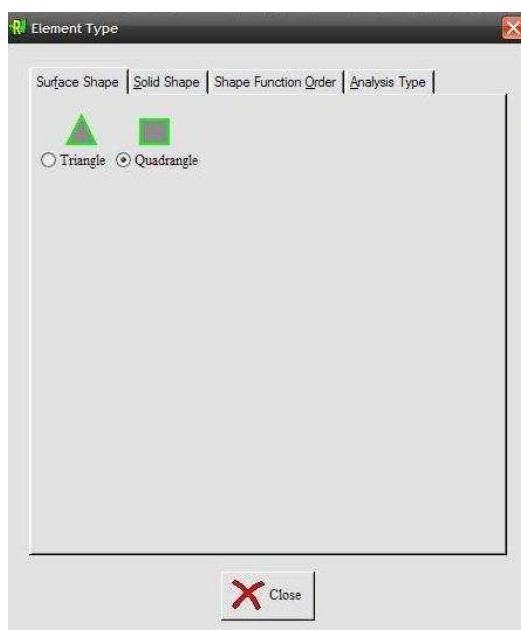 R Element Type
Surface Shape Solid Shape Shape Function Order Analysis Type
Triangle Quadrangle
Close